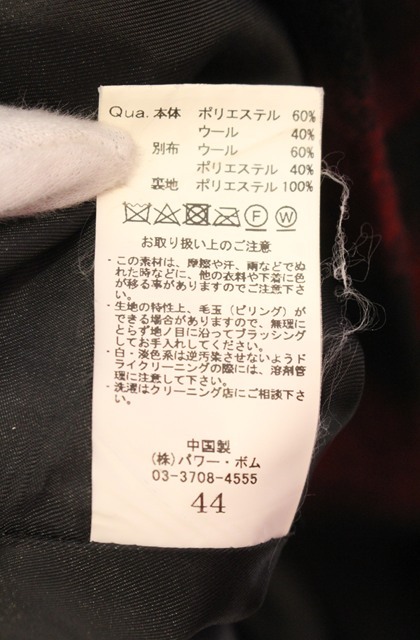 Qua. 本体 ポリエステル 60%
ウール 40%
別布 ウール 60%
ポリエステル 40%
裏地 ポリエステル 100%
F W
お取り扱い上のご注意
・この素材は、摩擦や汗、雨などでぬ
れた時などに、他の衣料や下着に色
が移る事がありますのでご注意下さ
い。
・生地の特性上、毛玉(ピリング)が
できる場合がありますので、無理に
とらず地ノ目に沿ってブラッシング
してお手入れしてください。
・白・淡色系は逆汚染させないようド
ライクリーニングの際には、溶剤管
理に注意して下さい。
・洗濯はクリーニング店にご相談下さ
い。
中国製
(株)パワー・ボム
03-3708-4555
44